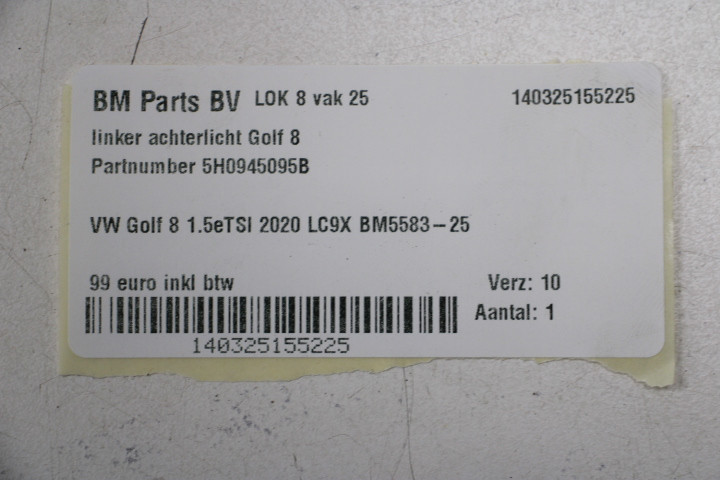 BM Parts BV LOK 8 vak 25 140325155225
linker achterlicht Golf 8
Partnumber 5H0945095B
VW Golf 8 1.5eTSI 2020 LC9X BM5583-25
99 euro inkl btw Verz: 10
Aantal: 1
140325155225